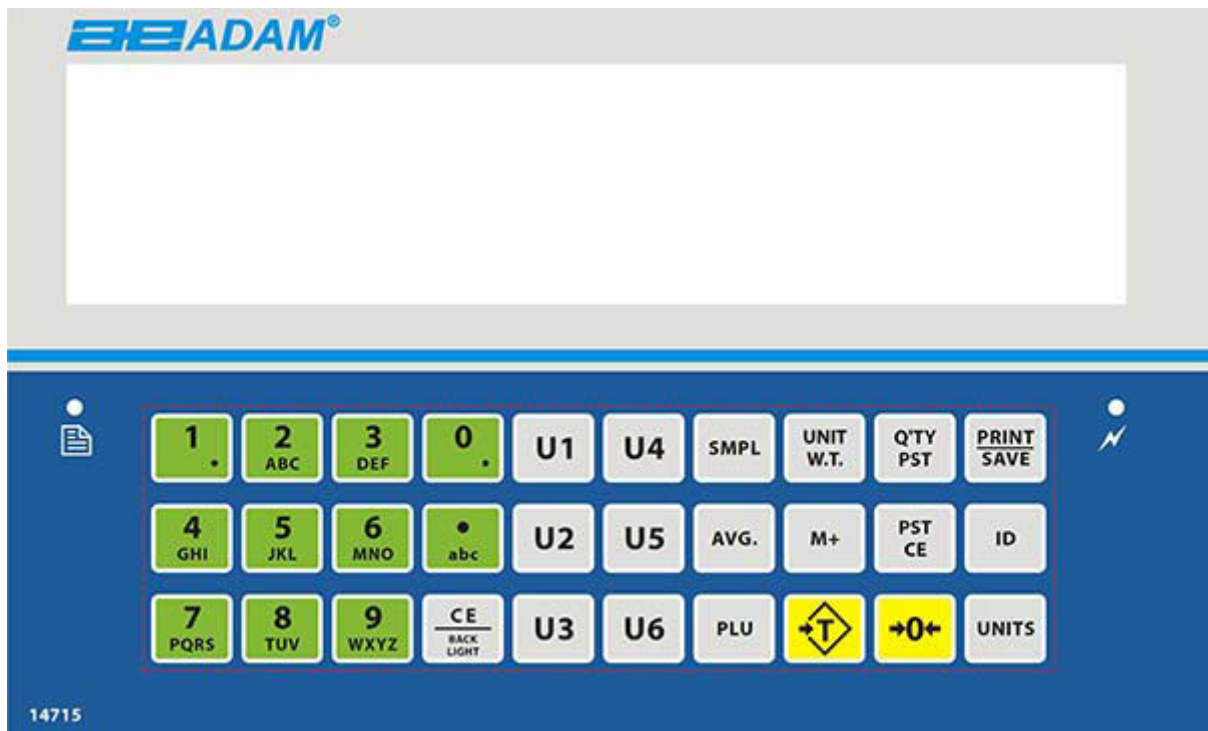 ae ADAM®
1 2 3 0 U1 U4 SMPL UNIT Q'TY PRINT
. ABC DEF . W.T. PST SAVE
4 5 6 • U2 U5 AVG. M+ PST ID
GHI JKL MNO abc CE
7 8 9 CE U3 U6 PLU →T →0← UNITS
PQRS TUV WXYZ BACK
LIGHT
14715